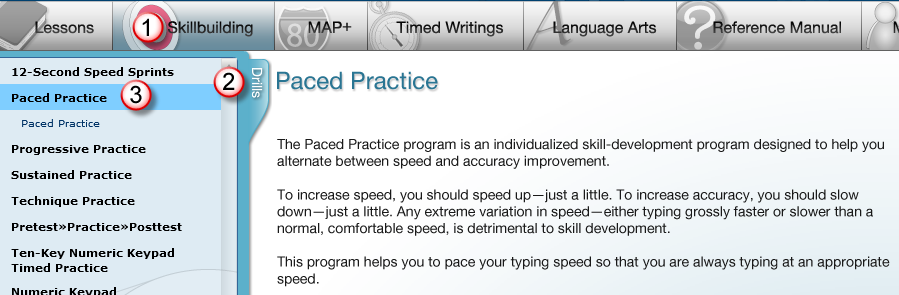 Lessons 1 Skillbuilding 80 MAP+ Timed Writings Language Arts Reference Manual M
12-Second Speed Sprints
Paced Practice 3
Paced Practice
Progressive Practice
Sustained Practice
Technique Practice
Pretest»Practice»Posttest
Ten-Key Numeric Keypad
Timed Practice
Numeric Keypad
2 Drills
Paced Practice
The Paced Practice program is an individualized skill-development program designed to help you
alternate between speed and accuracy improvement.
To increase speed, you should speed up—just a little. To increase accuracy, you should slow
down—just a little. Any extreme variation in speed—either typing grossly faster or slower than a
normal, comfortable speed, is detrimental to skill development.
This program helps you to pace your typing speed so that you are always typing at an appropriate
speed.